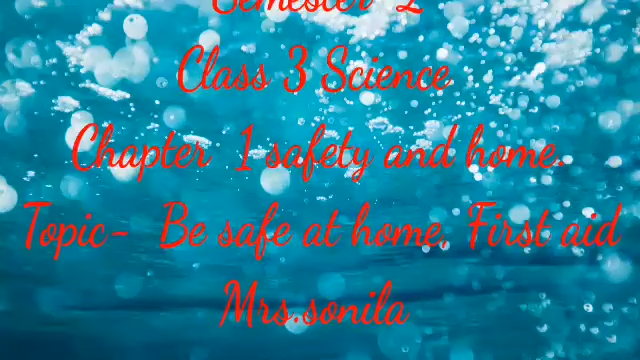 Semester 2
Class 3 Science
Chapter 1 safety and home.
Topic- Be safe at home, First aid
Mrs.sonila